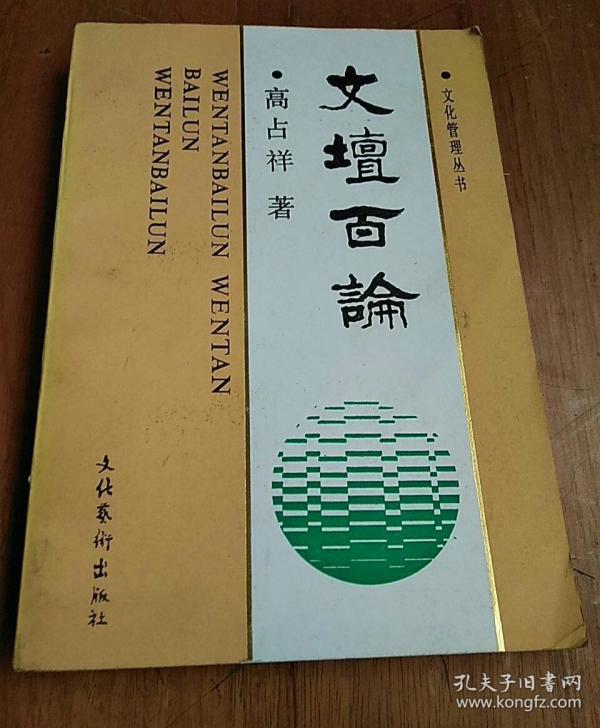 文化管理丛书
文壇百論
高占祥 著
WENTANBAILUN WENTAN
BAILUN
WENTANBAILUN
文化藝術出版社
孔夫子旧书网
www.kongfz.com